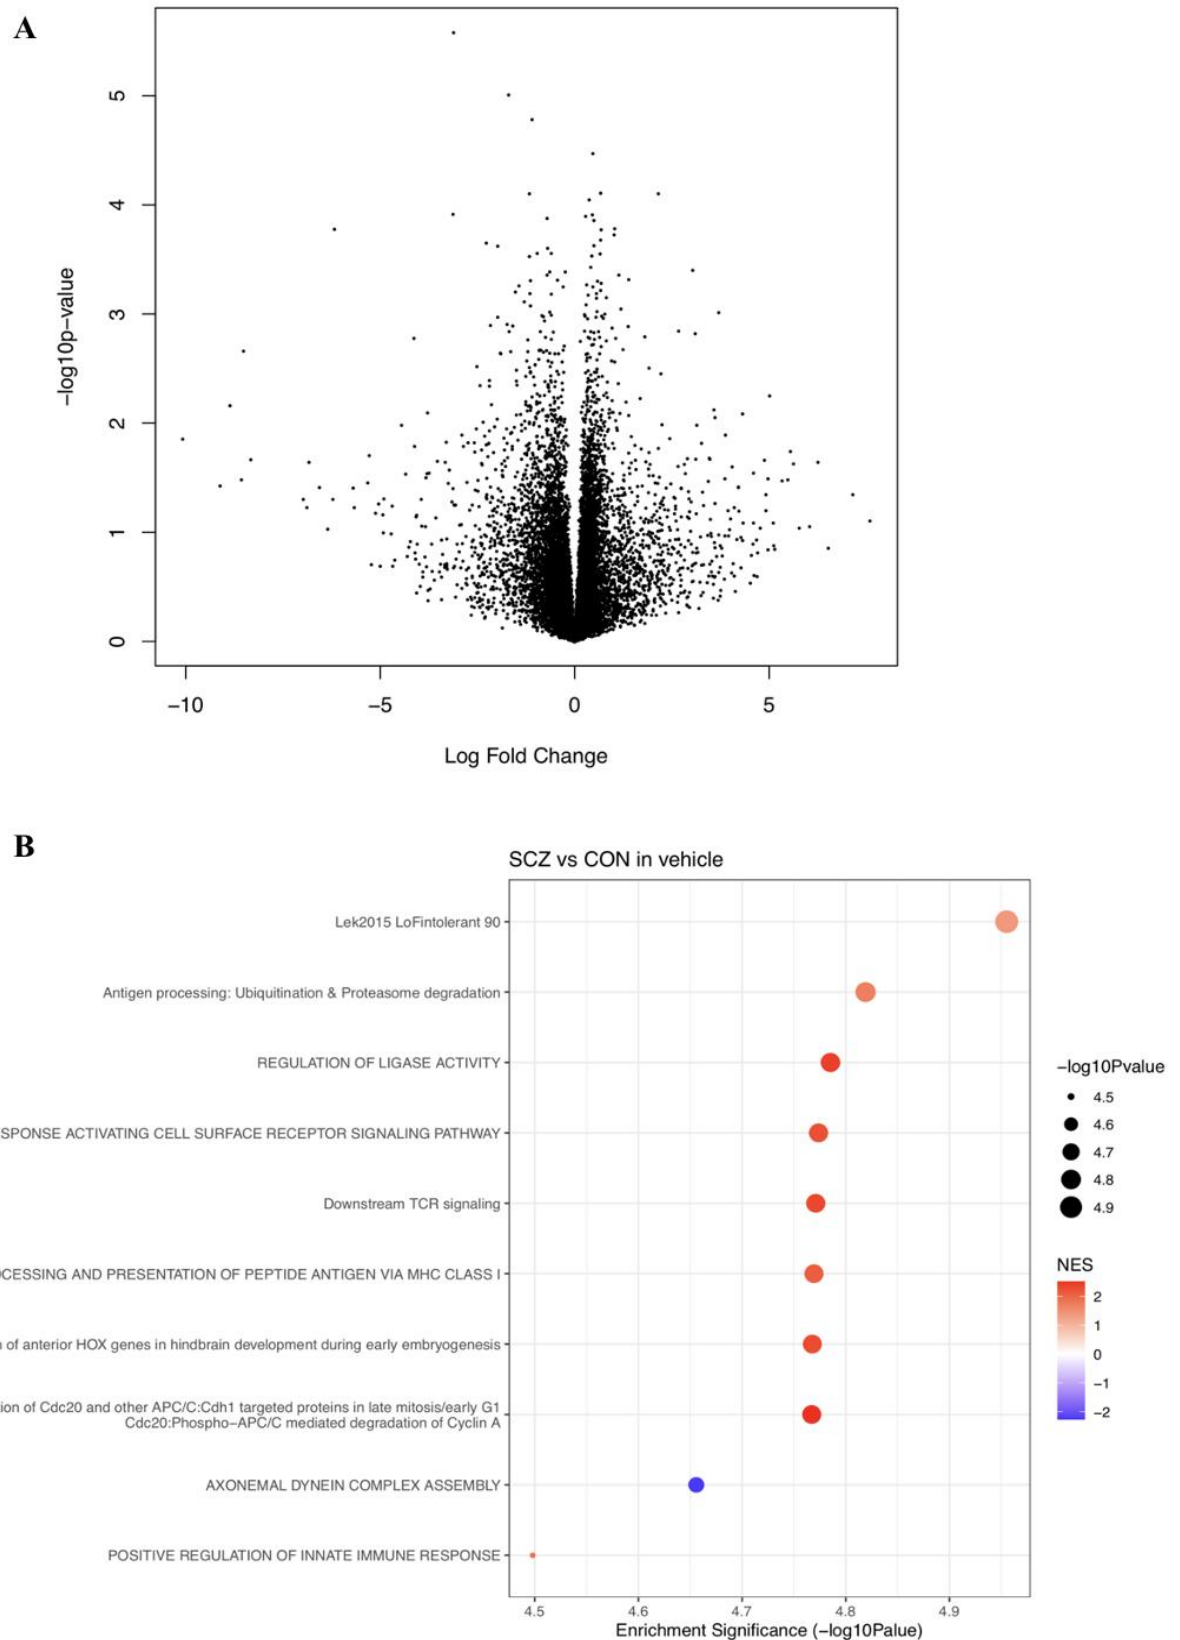 A
5
4
3
2
1
0
−log10p−value
−10
−5
0
5
Log Fold Change
B
SCZ vs CON in vehicle
Lek2015 LoFintolerant 90
Antigen processing: Ubiquitination & Proteasome degradation
REGULATION OF LIGASE ACTIVITY
SPONSE ACTIVATING CELL SURFACE RECEPTOR SIGNALING PATHWAY
Downstream TCR signaling
CESSING AND PRESENTATION OF PEPTIDE ANTIGEN VIA MHC CLASS I
of anterior HOX genes in hindbrain development during early embryogenesis
ion of Cdc20 and other APC/C:Cdh1 targeted proteins in late mitosis/early G1
Cdc20:Phospho−APC/C mediated degradation of Cyclin A
AXONEMAL DYNEIN COMPLEX ASSEMBLY
POSITIVE REGULATION OF INNATE IMMUNE RESPONSE
4.5
4.6
4.7
4.8
4.9
Enrichment Significance (−log10Palue)
−log10Pvalue
4.5
4.6
4.7
4.8
4.9
NES
2
1
0
−1
−2